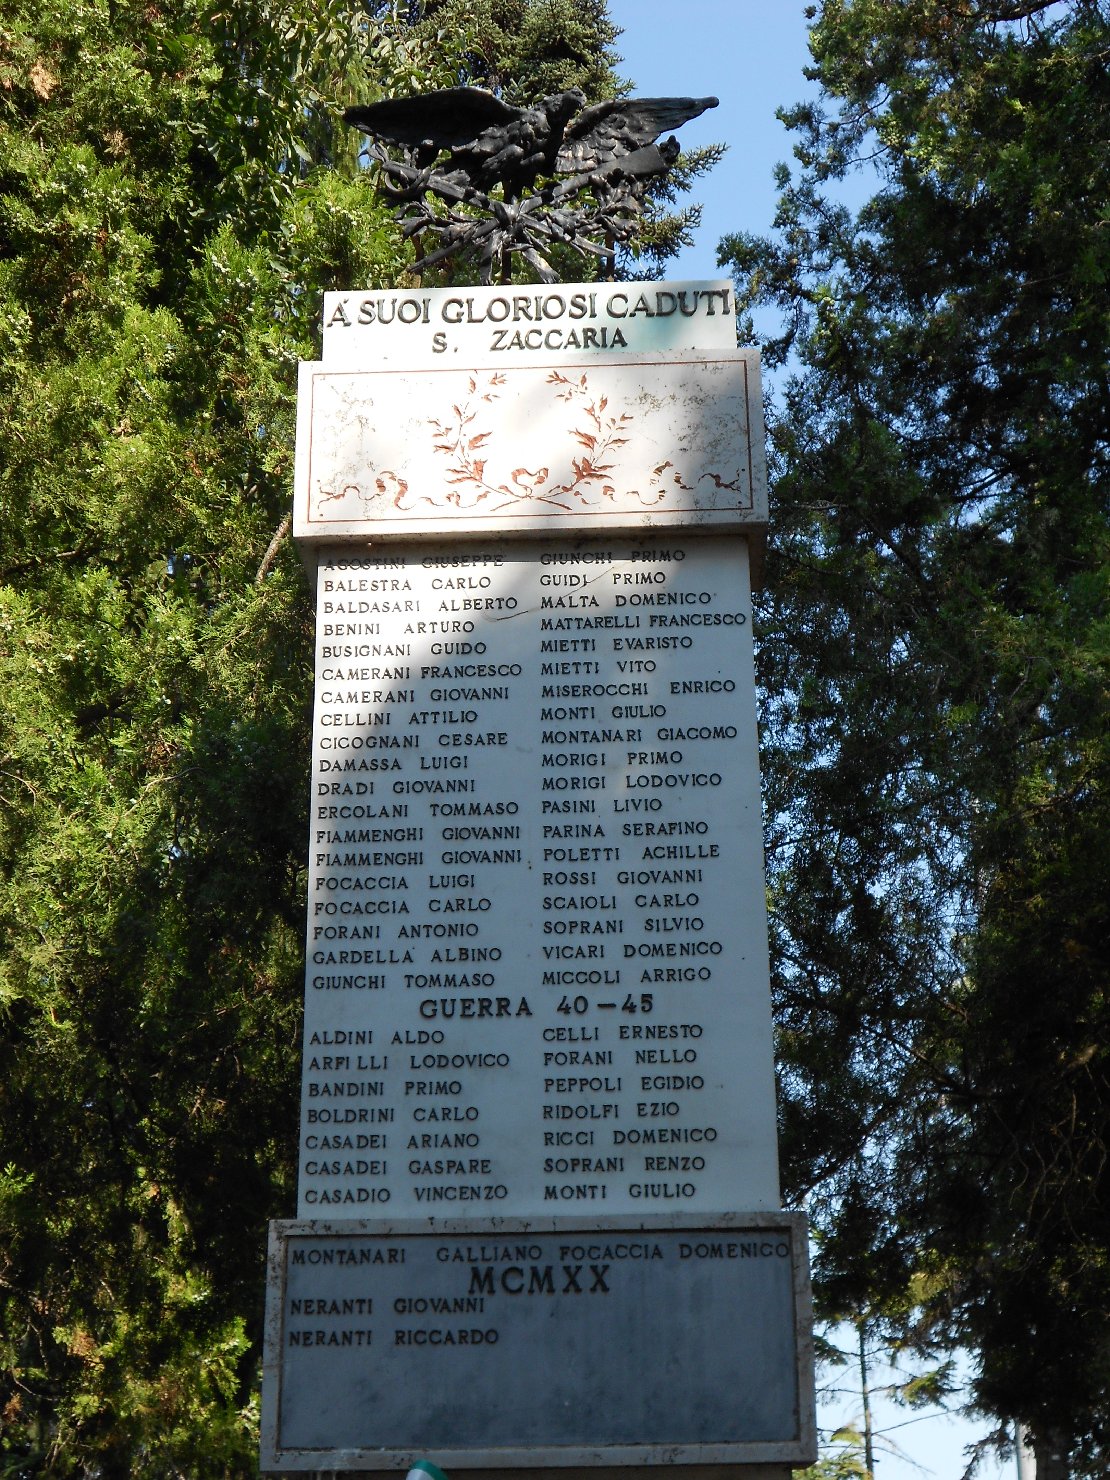 A SUOI GLORIOSI CADUTI
S. ZACCARIA
AGOSTINI GIUSEPPE GIUNCHI PRIMO
BALESTRA CARLO GUIDI PRIMO
BALDASARI ALBERTO MALTA DOMENICO
BENINI ARTURO MATTARELLI FRANCESCO
BUSIGNANI GUIDO MIETTI EVARISTO
CAMERANI FRANCESCO MIETTI VITO
CAMERANI GIOVANNI MISEROCCHI ENRICO
CELLINI ATTILIO MONTI GIULIO
CICOGNANI CESARE MONTANARI GIACOMO
DAMASSA LUIGI MORIGI PRIMO
DRADI GIOVANNI MORIGI LODOVICO
ERCOLANI TOMMASO PASINI LIVIO
FIAMMENGHI GIOVANNI PARINA SERAFINO
FIAMMENGHI GIOVANNI POLETTI ACHILLE
FOCACCIA LUIGI ROSSI GIOVANNI
FOCACCIA CARLO SCAIOLI CARLO
FORANI ANTONIO SOPRANI SILVIO
GARDELLA ALBINO VICARI DOMENICO
GIUNCHI TOMMASO MICCOLI ARRIGO
GUERRA 40-45
ALDINI ALDO CELLI ERNESTO
ARFILLI LODOVICO FORANI NELLO
BANDINI PRIMO PEPPOLI EGIDIO
BOLDRINI CARLO RIDOLFI EZIO
CASADEI ARIANO RICCI DOMENICO
CASADEI GASPARE SOPRANI RENZO
CASADIO VINCENZO MONTI GIULIO
MONTANARI GALLIANO FOCACCIA DOMENICO
MCMXX
NERANTI GIOVANNI
NERANTI RICCARDO